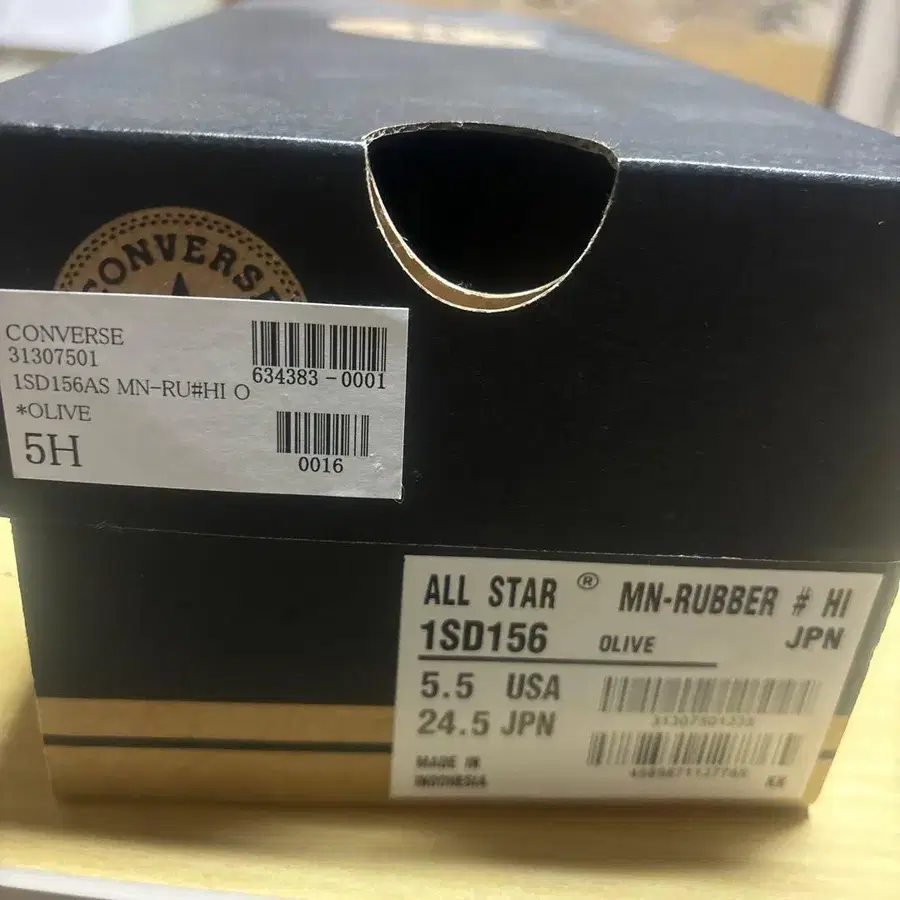 CONVERSE
CONVERSE
31307501
1SD156AS MN-RU#HI O
*OLIVE
5H
634383-0001
0016
ALL STAR ® MN-RUBBER # HI
1SD156 OLIVE JPN
5.5 USA
24.5 JPN
MADE IN
INDONESIA